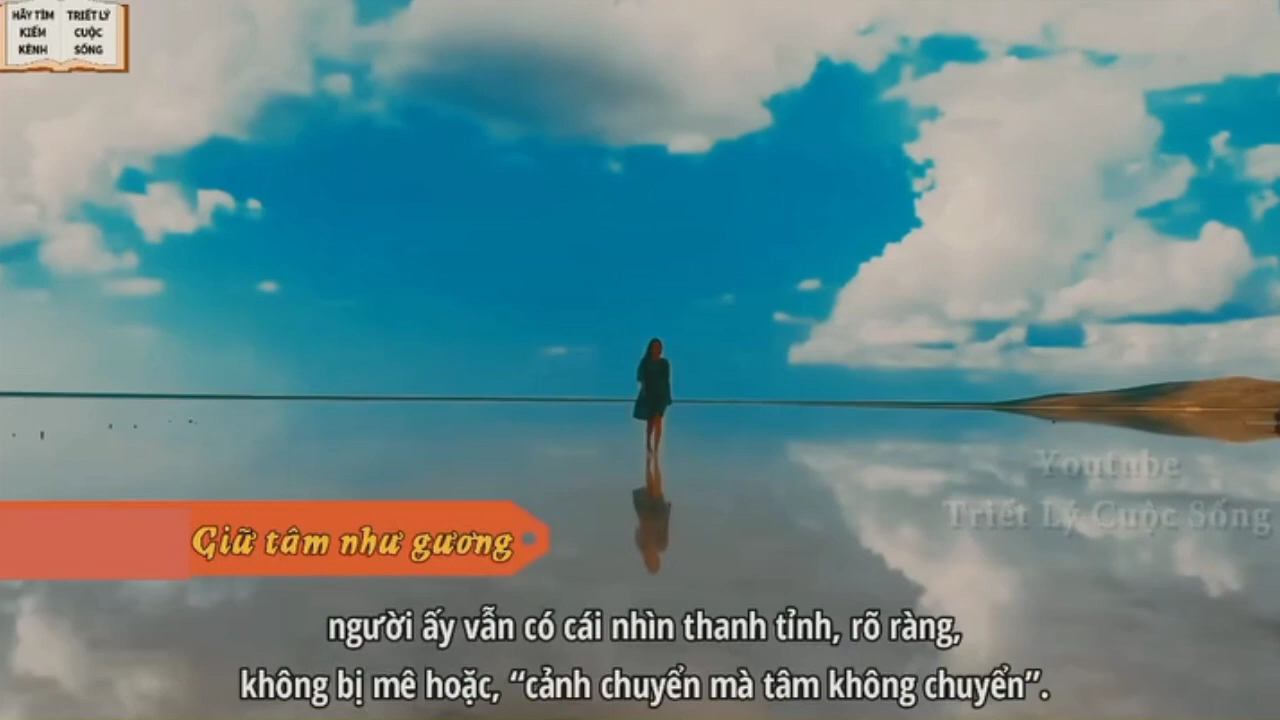 HÃY TÌM KIẾM KÊNH
TRIẾT LÝ CUỘC SỐNG
Youtube
Triết Lý Cuộc Sống
Giữ tâm như gương
người ấy vẫn có cái nhìn thanh tỉnh, rõ ràng,
không bị mê hoặc, “cảnh chuyển mà tâm không chuyển”.